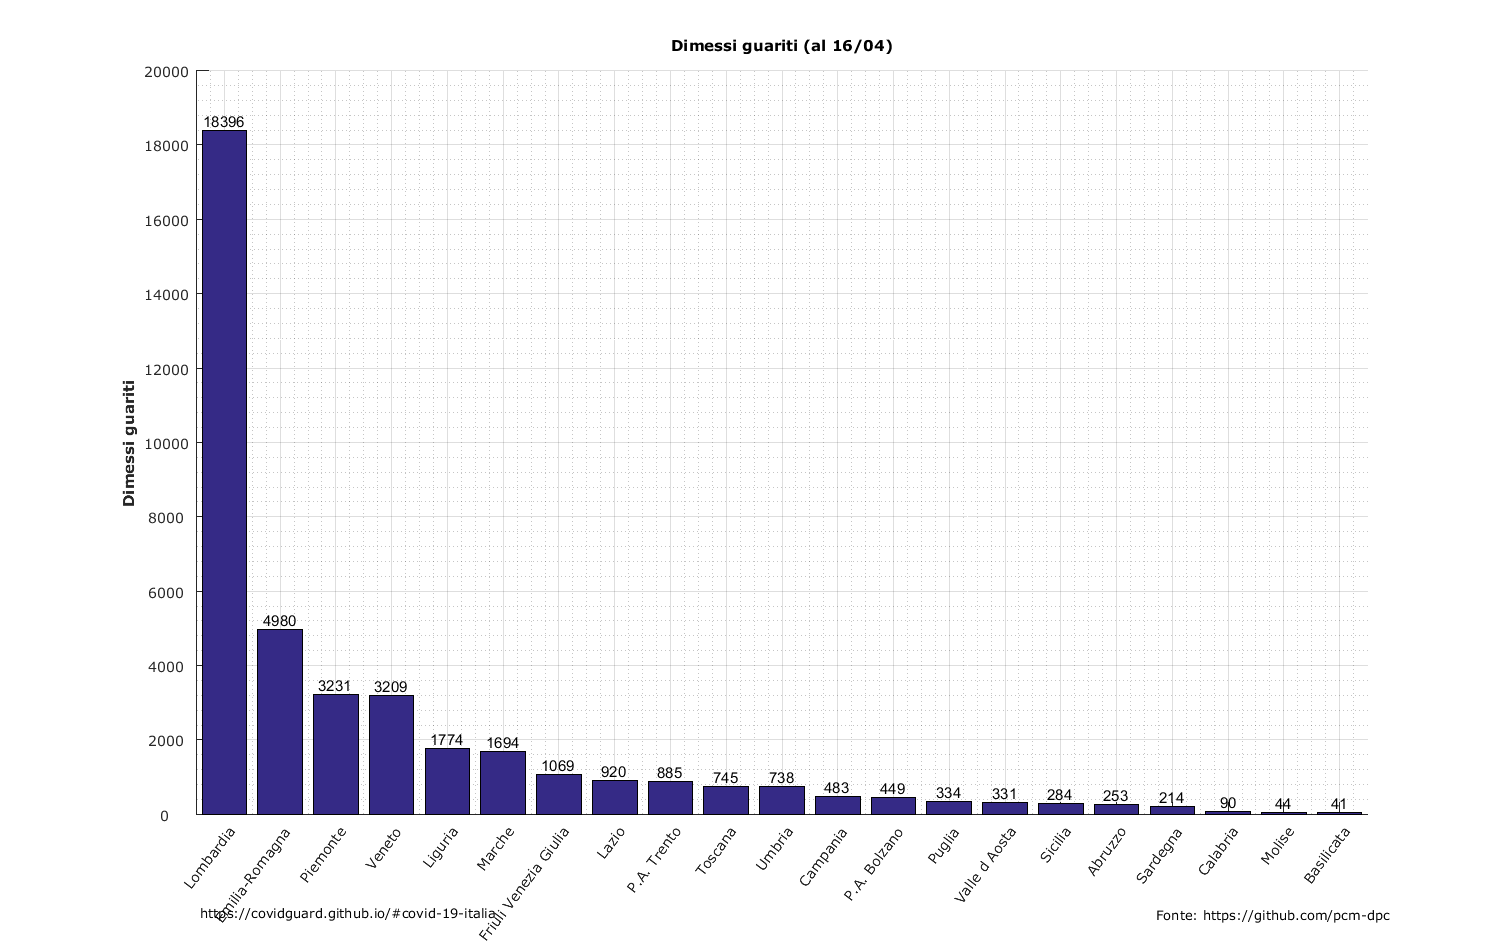 Dimessi guariti (al 16/04)
Dimessi guariti
20000
18000
16000
14000
12000
10000
8000
6000
4000
2000
0
18396
4980
3231
3209
1774
1694
1069
920
885
745
738
483
449
334
331
284
253
214
90
44
41
Lombardia
Emilia-Romagna
Piemonte
Veneto
Liguria
Marche
Friuli Venezia Giulia
Lazio
P.A. Trento
Toscana
Umbria
Campania
P.A. Bolzano
Puglia
Valle d Aosta
Sicilia
Abruzzo
Sardegna
Calabria
Molise
Basilicata
https://covidguard.github.io/#covid-19-italia
Fonte: https://github.com/pcm-dpc